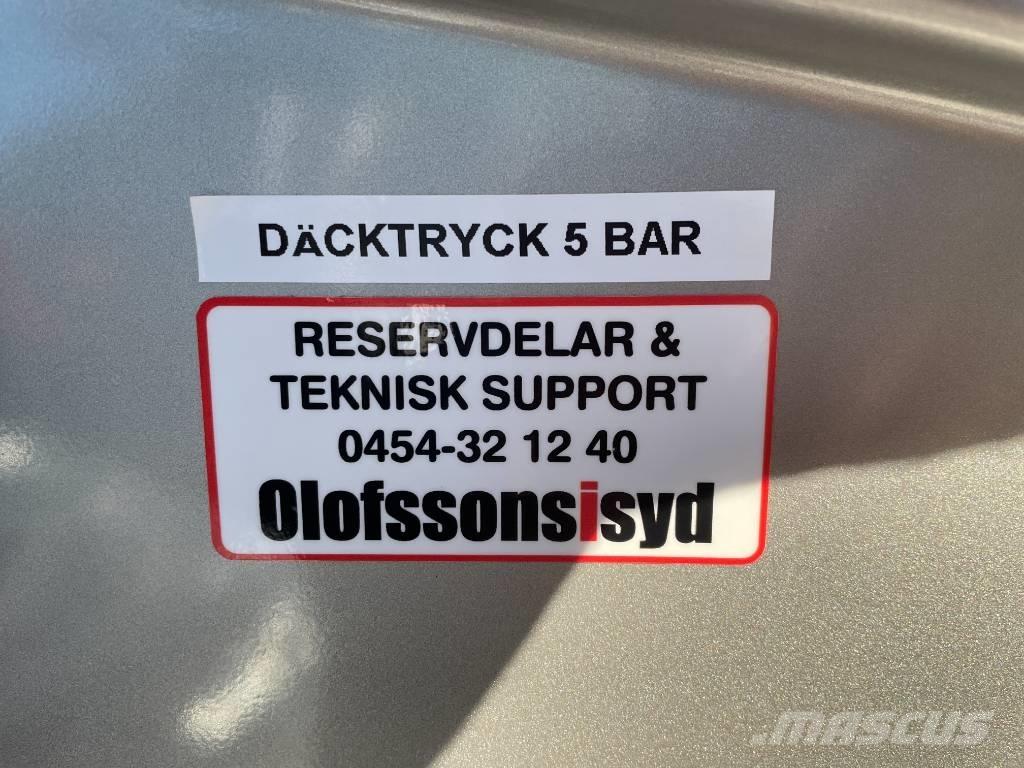 DÄCKTRYCK 5 BAR
RESERVDELAR &
TEKNISK SUPPORT
0454-32 12 40
Olofssonsisyd
MASCUS